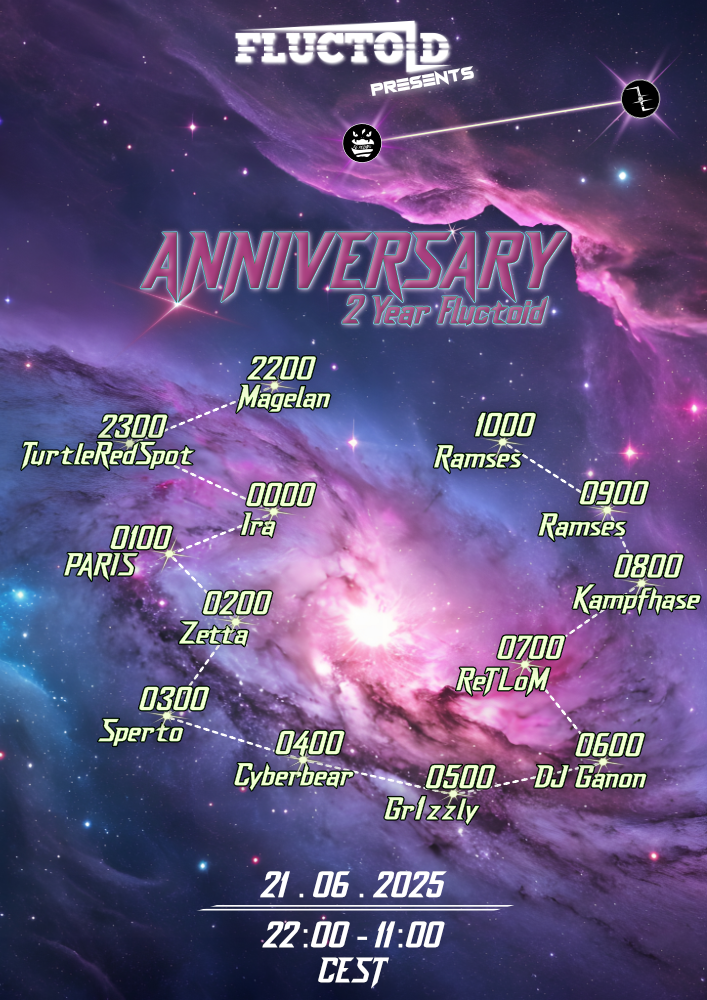 FLUCTOID
PRESENTS
ANNIVERSARY
2 Year Fluctoid
2200
Magelan
2300
TurtleRedSpot
0000
Ira
0100
PARIS
0200
Zetta
0300
Sperto
0400
Cyberbear
0500
Gr1zzly
0600
DJ Ganon
0700
ReTLoM
0800
Kampfhase
0900
Ramses
1000
Ramses
21 . 06 . 2025
22:00 - 11:00
CEST